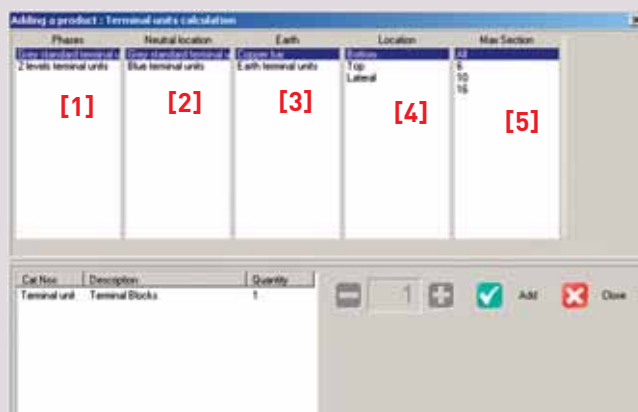 Adding a product : Terminal units calculation
Phases Neutral location Earth Location Max Section
Grey standard terminal u Grey standard terminal u Copper bar Bottom All
2 levels terminal units Blue terminal units Earth terminal units Top 6
Lateral 10
16
[1] [2] [3] [4] [5]
Cat Nos Description Quantity
Terminal unit Terminal Blocks 1
1 Add Close